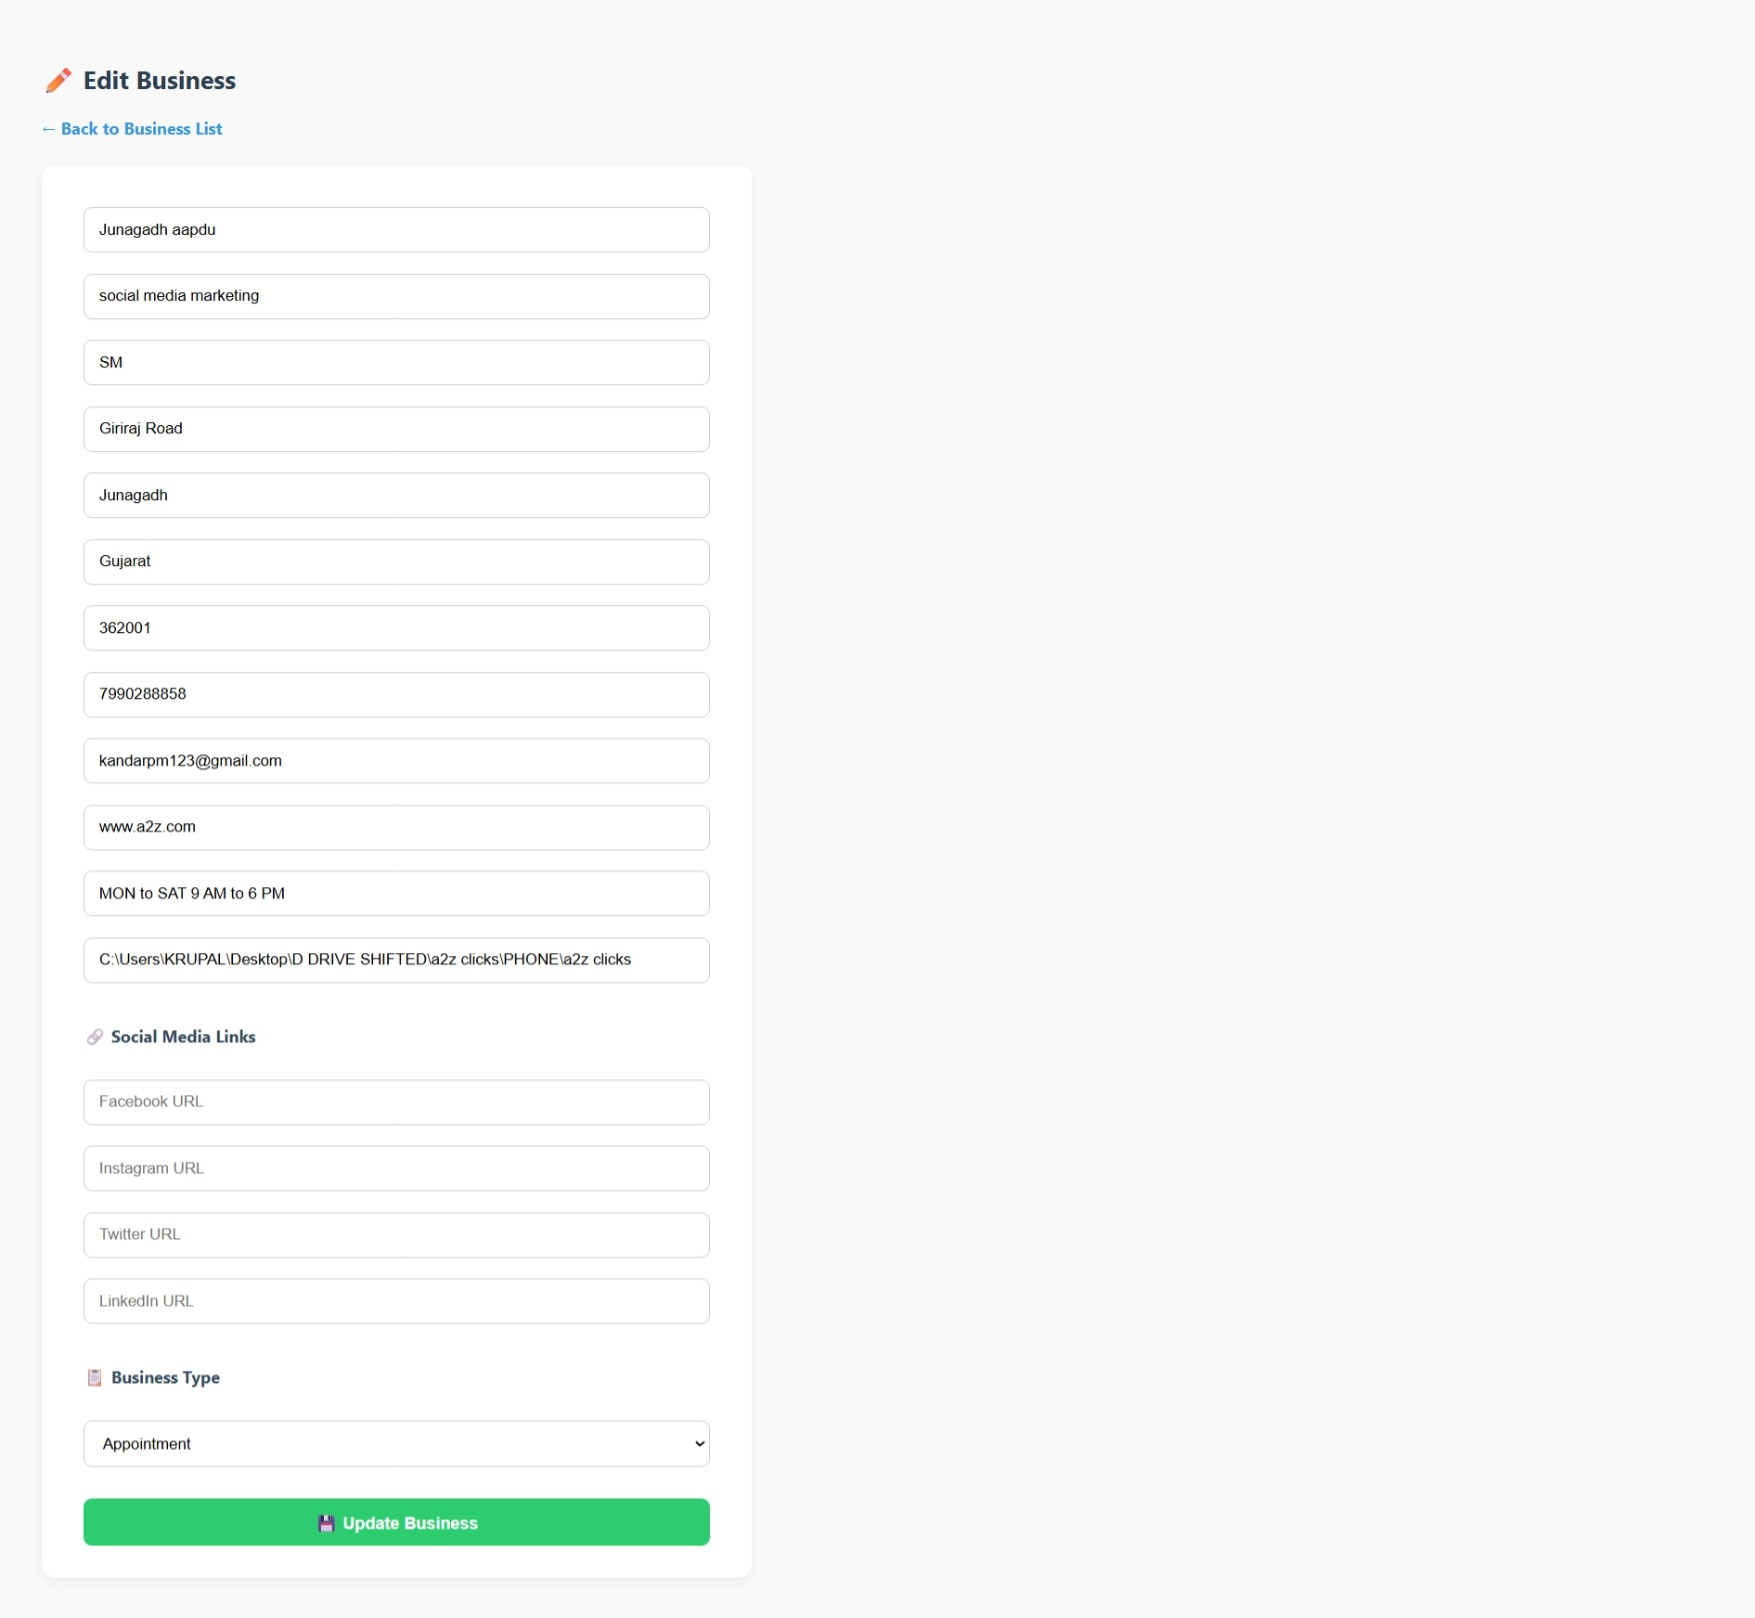 Edit Business
← Back to Business List
Junagadh aapdu
social media marketing
SM
Giriraj Road
Junagadh
Gujarat
362001
7990288858
kandarpm123@gmail.com
www.a2z.com
MON to SAT 9 AM to 6 PM
C:\Users\KRUPAL\Desktop\D DRIVE SHIFTED\a2z clicks\PHONE\a2z clicks
Social Media Links
Facebook URL
Instagram URL
Twitter URL
LinkedIn URL
Business Type
Appointment
Update Business